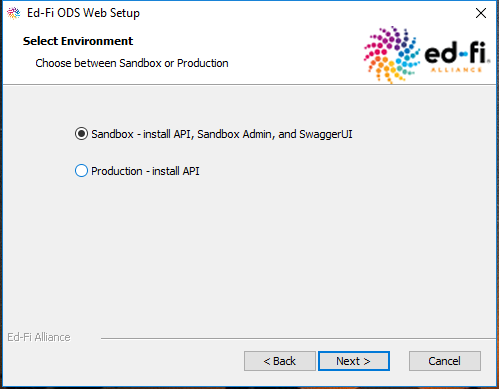 Ed-Fi ODS Web Setup
Select Environment
Choose between Sandbox or Production
ed-fi
ALLIANCE
Sandbox - install API, Sandbox Admin, and SwaggerUI
Production - install API
Ed-Fi Alliance
< Back
Next >
Cancel